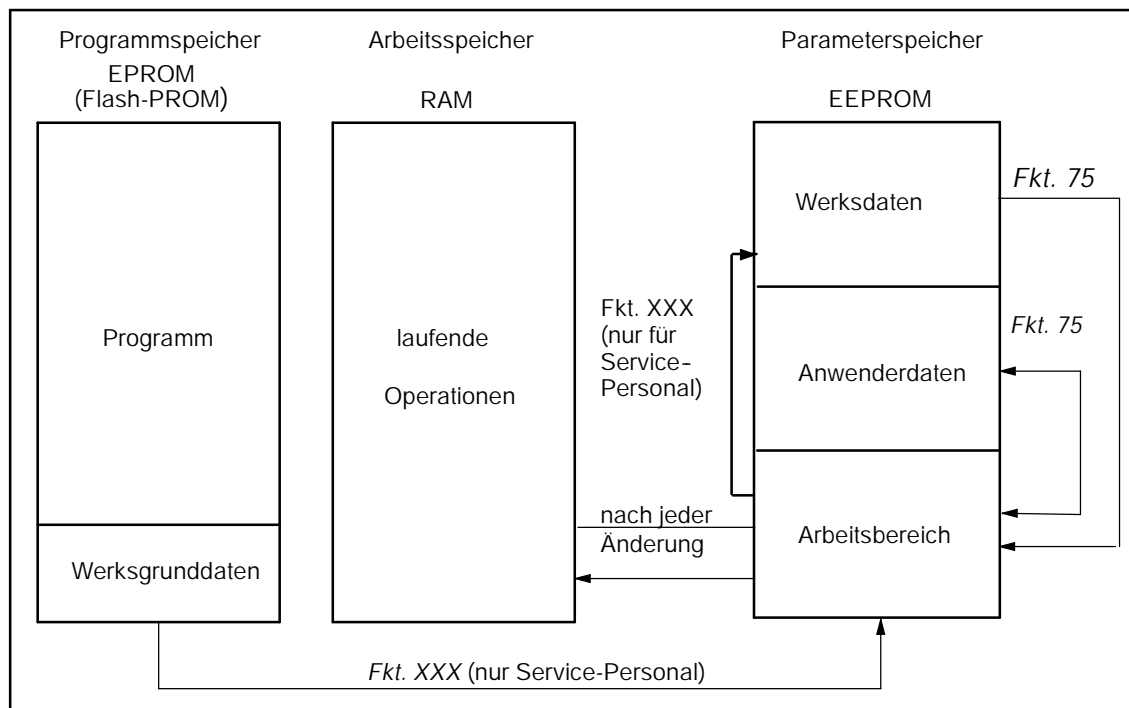 Programmspeicher
EPROM
(Flash-PROM)
Arbeitsspeicher
RAM
Parameterspeicher
EEPROM
Programm
Werksgrunddaten
laufende
Operationen
Fkt. XXX
(nur für
Service-
Personal)
nach jeder
Änderung
Werksdaten
Anwenderdaten
Arbeitsbereich
Fkt. 75
Fkt. 75
Fkt. XXX (nur Service-Personal)